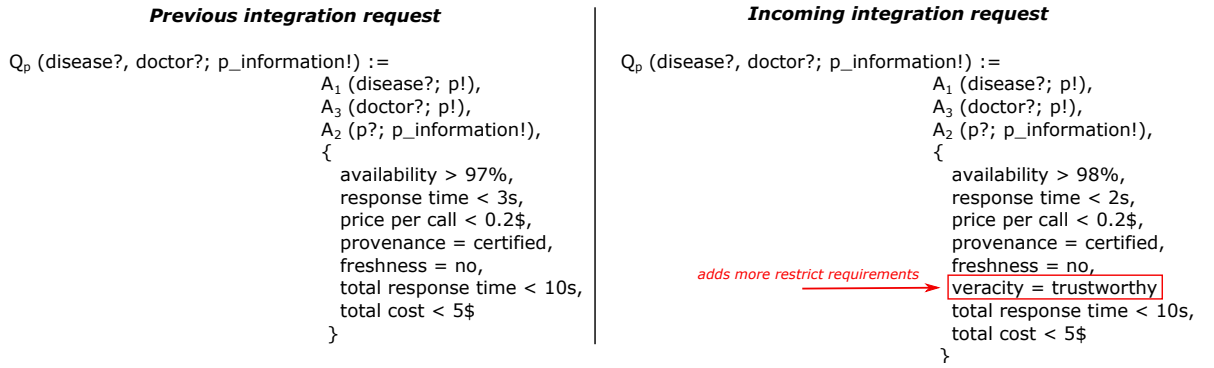 Previous integration request
Qp (disease?, doctor?; p_information!) :=
A1 (disease?; p!),
A3 (doctor?; p!),
A2 (p?; p_information!),
{
availability > 97%,
response time < 3s,
price per call < 0.2$,
provenance = certified,
freshness = no,
total response time < 10s,
total cost < 5$
}
Incoming integration request
Qp (disease?, doctor?; p_information!) :=
A1 (disease?; p!),
A3 (doctor?; p!),
A2 (p?; p_information!),
{
availability > 98%,
response time < 2s,
price per call < 0.2$,
provenance = certified,
freshness = no,
adds more restrict requirements
veracity = trustworthy
total response time < 10s,
total cost < 5$
}